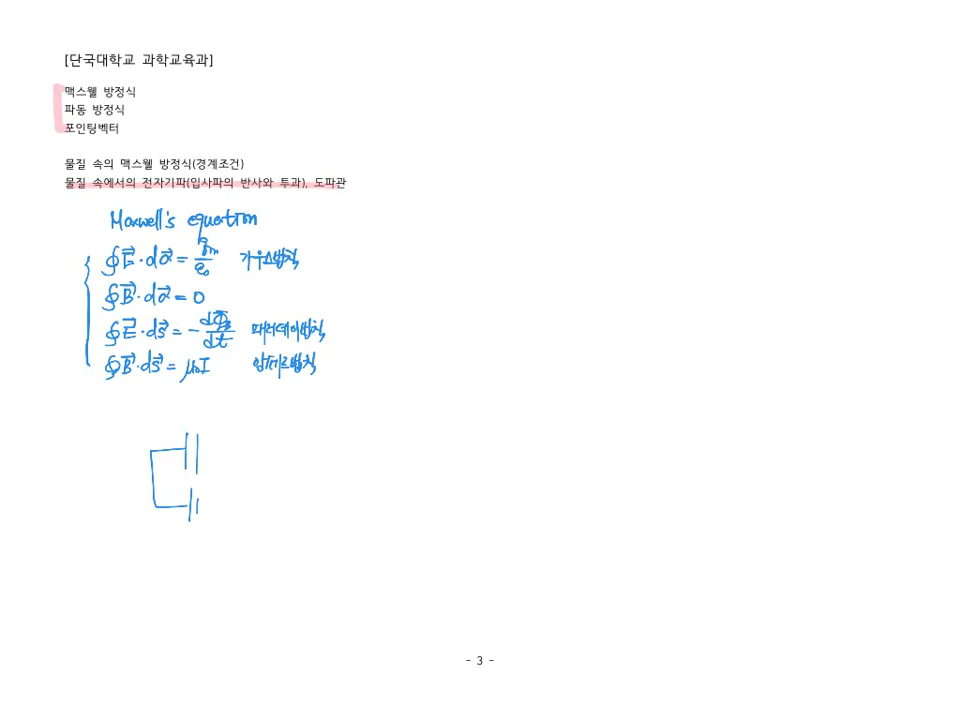 [단국대학교 과학교육과]
맥스웰 방정식
파동 방정식
포인팅벡터
물질 속의 맥스웰 방정식(경계조건)
물질 속에서의 전자기파(입사파의 반사와 투과), 도파관
Maxwell's equation
∮E⃗·da⃗ = q_in/ε₀ 가우스법칙,
∮B⃗·da⃗ = 0
∮E⃗·ds⃗ = -dΦ_B/dt 패러데이법칙,
∮B⃗·ds⃗ = μ₀I 앙페르법칙,
- 3 -